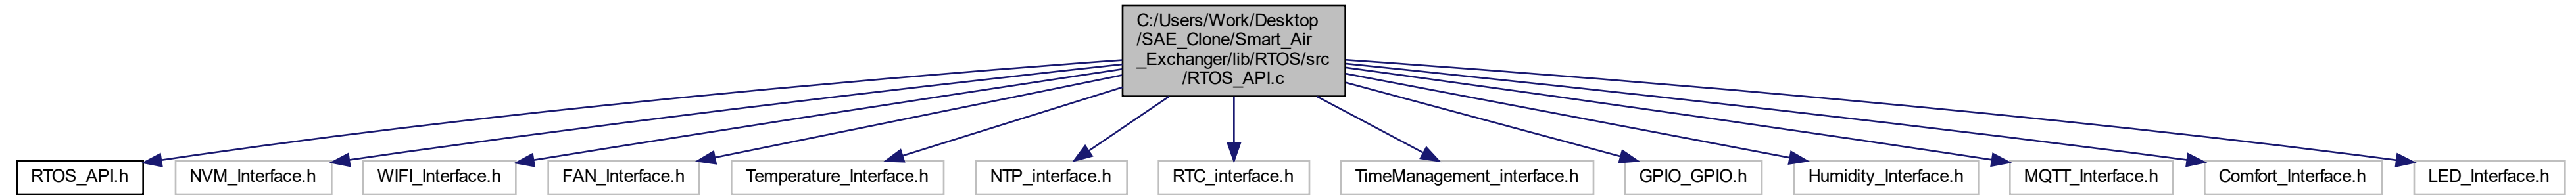 C:/Users/Work/Desktop
/SAE_Clone/Smart_Air
_Exchanger/lib/RTOS/src
/RTOS_API.c
RTOS_API.h
NVM_Interface.h
WIFI_Interface.h
FAN_Interface.h
Temperature_Interface.h
NTP_interface.h
RTC_interface.h
TimeManagement_interface.h
GPIO_GPIO.h
Humidity_Interface.h
MQTT_Interface.h
Comfort_Interface.h
LED_Interface.h